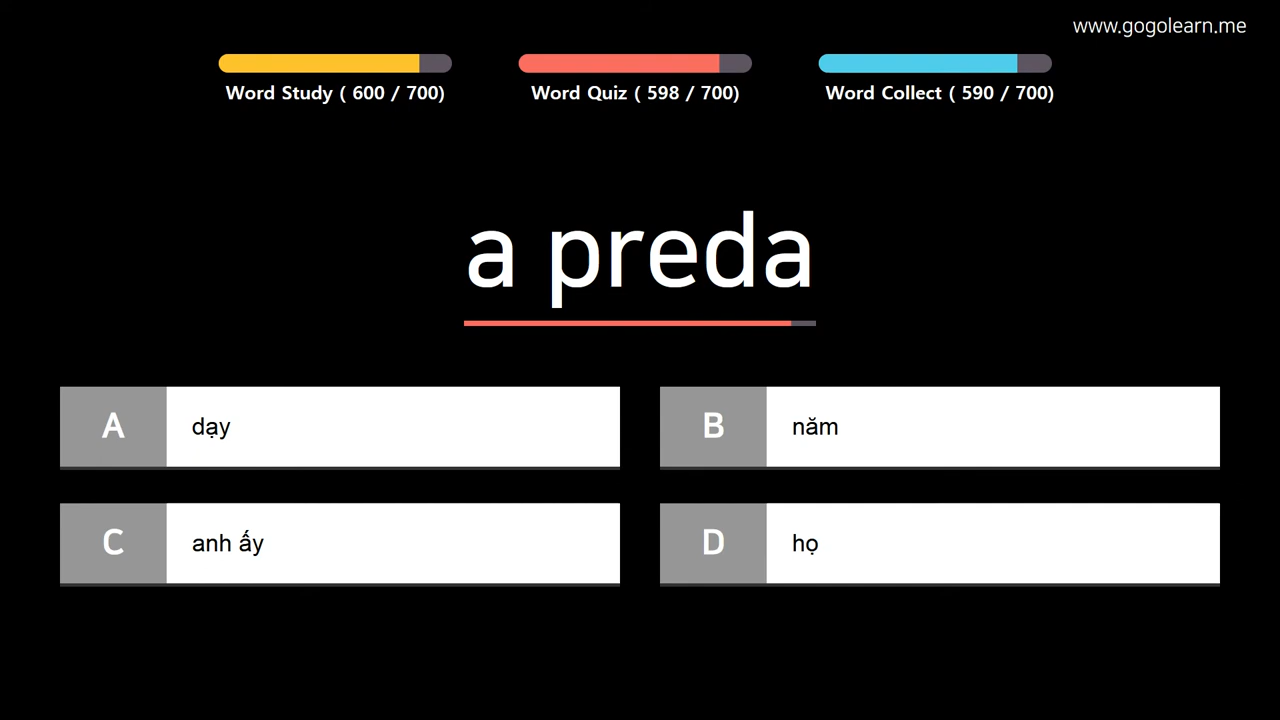 www.gogolearn.me
Word Study ( 600 / 700)
Word Quiz ( 598 / 700)
Word Collect ( 590 / 700)
a preda
A dạy
B năm
C anh ấy
D họ